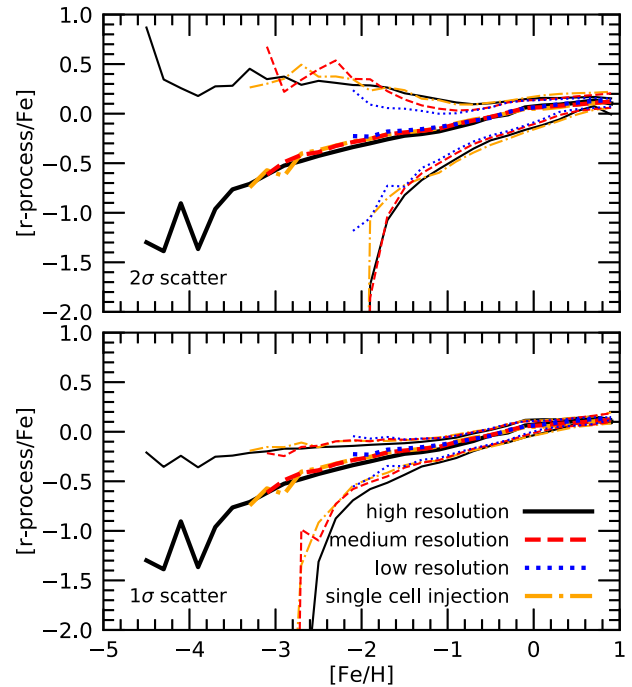 1.0
0.5
0.0
−0.5
−1.0
−1.5
−2.0
[r-process/Fe]
2σ scatter
1.0
0.5
0.0
−0.5
−1.0
−1.5
−2.0
[r-process/Fe]
high resolution
medium resolution
low resolution
single cell injection
1σ scatter
−5 −4 −3 −2 −1 0 1
[Fe/H]